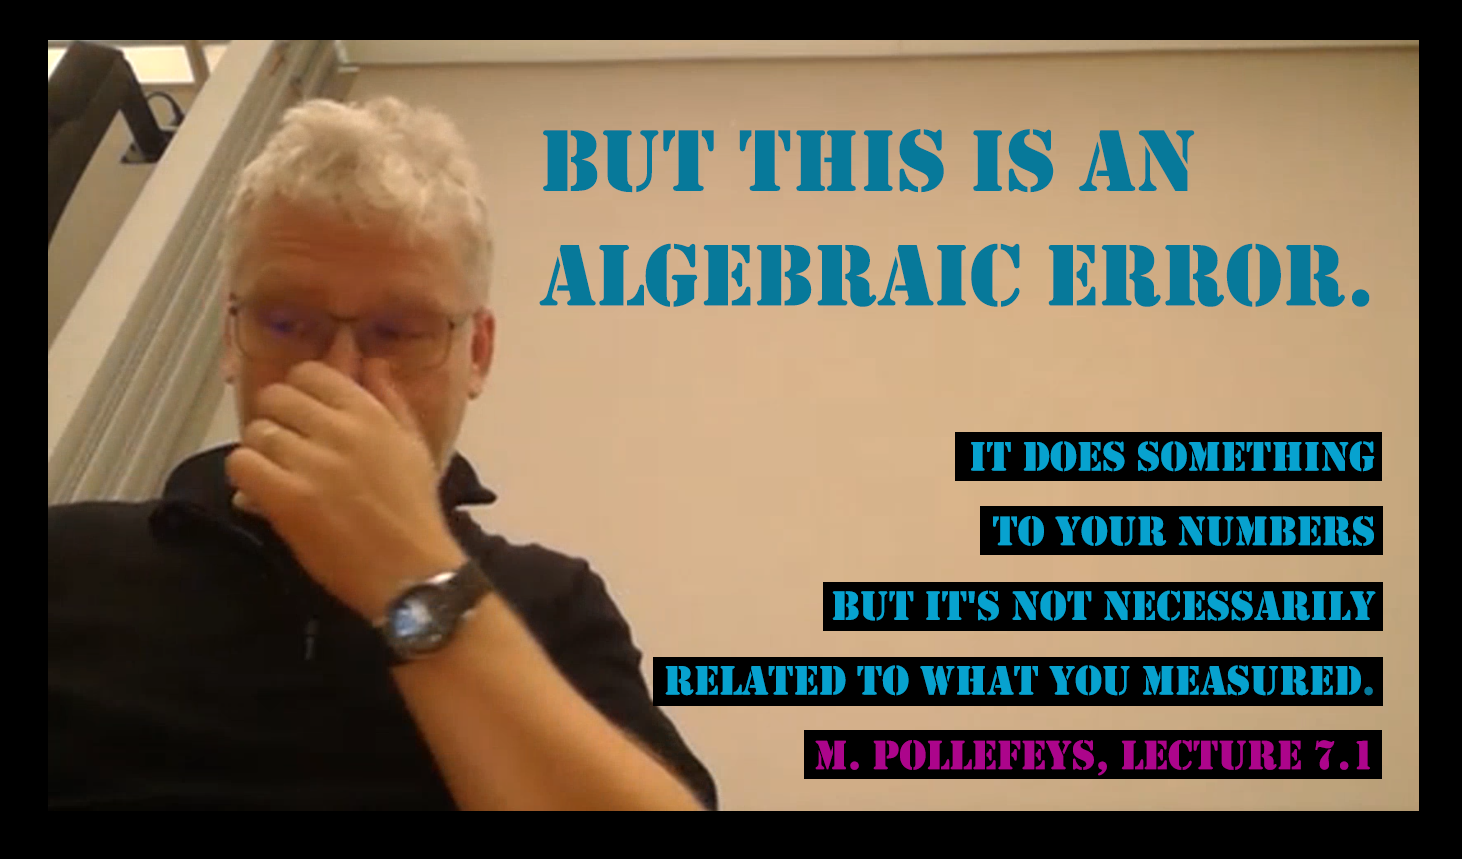 BUT THIS IS AN
ALGEBRAIC ERROR.
IT DOES SOMETHING
TO YOUR NUMBERS
BUT IT'S NOT NECESSARILY
RELATED TO WHAT YOU MEASURED.
M. POLLEFEYS, LECTURE 7.1